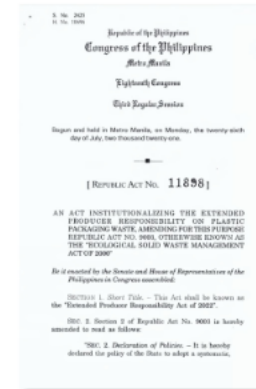 S. No. 2425
H. No. 10696
Republic of the Philippines
Congress of the Philippines
Metro Manila
Eighteenth Congress
Third Regular Session
Begun and held in Metro Manila, on Monday, the twenty-sixth
day of July, two thousand twenty-one.
[ REPUBLIC ACT NO. 11898 ]
AN ACT INSTITUTIONALIZING THE EXTENDED
PRODUCER RESPONSIBILITY ON PLASTIC
PACKAGING WASTE, AMENDING FOR THIS PURPOSE
REPUBLIC ACT NO. 9003, OTHERWISE KNOWN AS
THE "ECOLOGICAL SOLID WASTE MANAGEMENT
ACT OF 2000"
Be it enacted by the Senate and House of Representatives of the
Philippines in Congress assembled:
SECTION 1. Short Title. – This Act shall be known as
the "Extended Producer Responsibility Act of 2022".
SEC. 2. Section 2 of Republic Act No. 9003 is hereby
amended to read as follows:
"SEC. 2. Declaration of Policies. – It is hereby
declared the policy of the State to adopt a systematic,